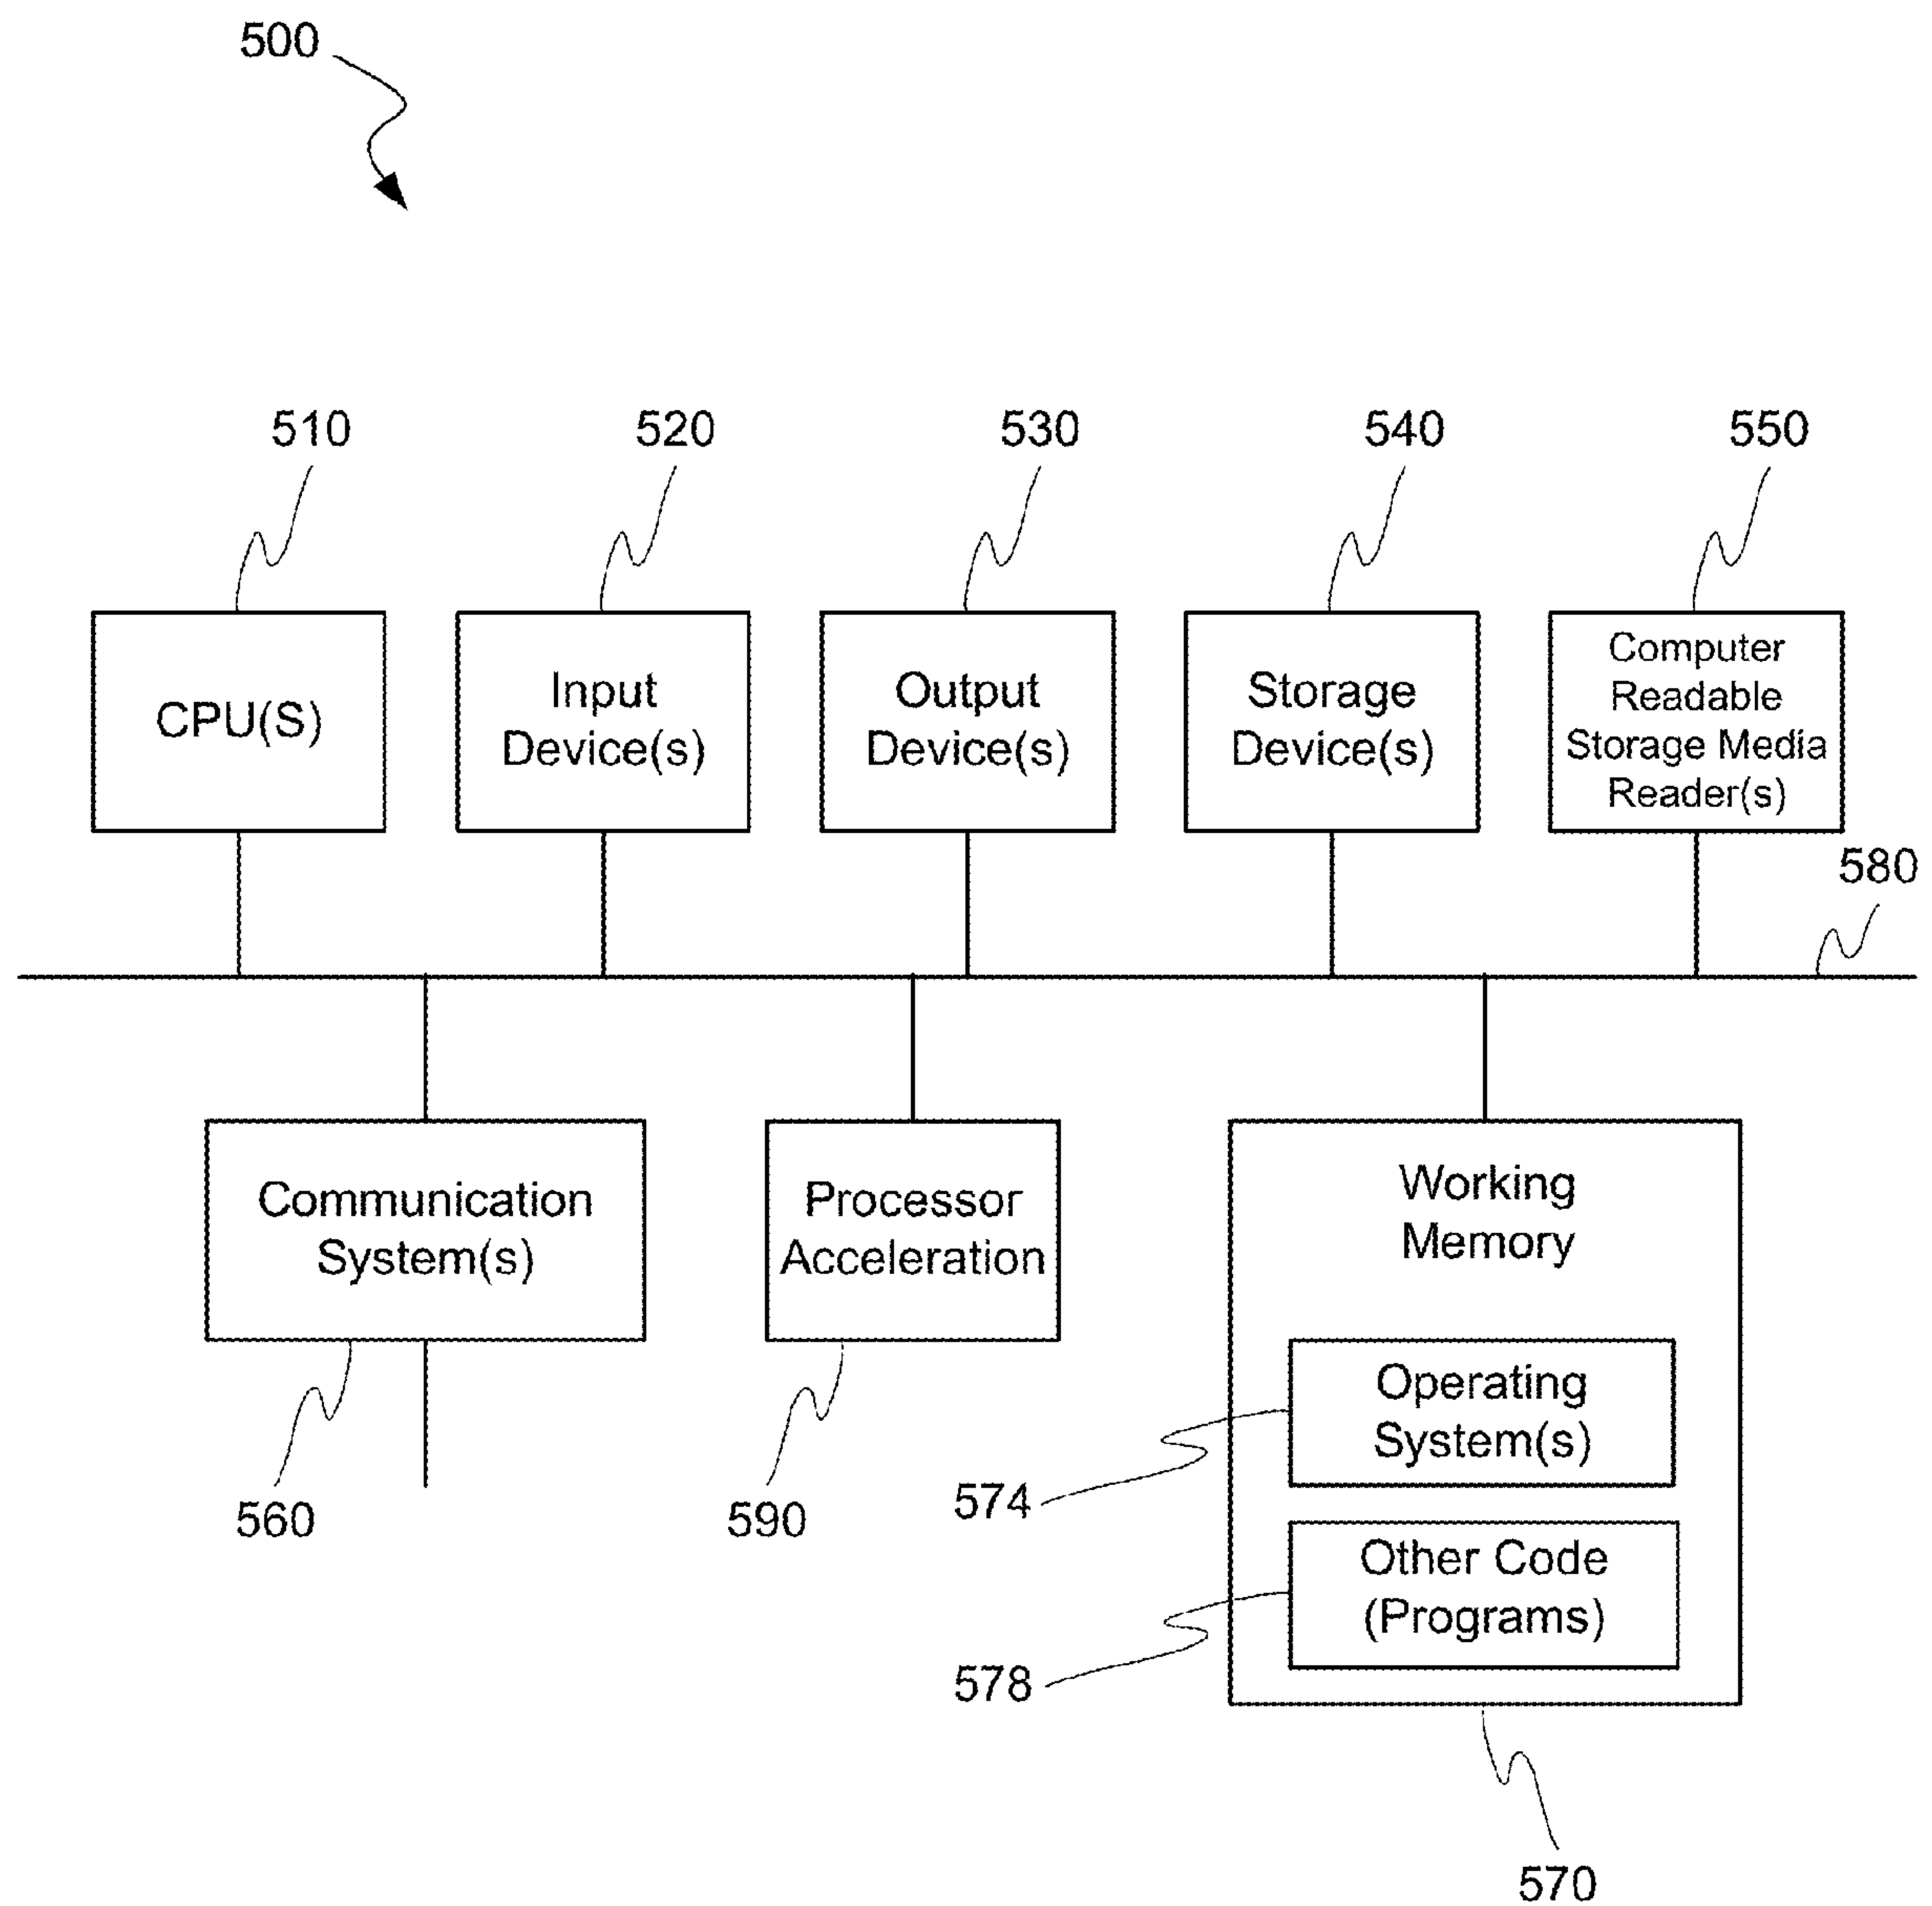 500
510
520
530
540
550
CPU(S)
Input
Device(s)
Output
Device(s)
Storage
Device(s)
Computer
Readable
Storage Media
Reader(s)
580
Communication
System(s)
Processor
Acceleration
Working
Memory
Operating
System(s)
574
560
590
Other Code
(Programs)
578
570